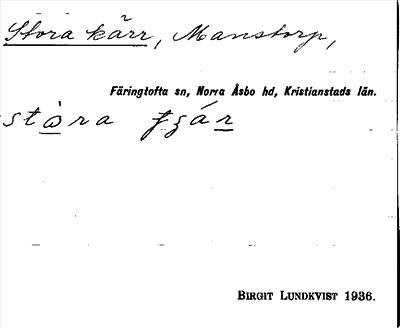 Stora kärr, Manstorp,
Färingtofta sn, Norra Åsbo hd, Kristianstads län.
BIRGIT LUNDKVIST 1936.